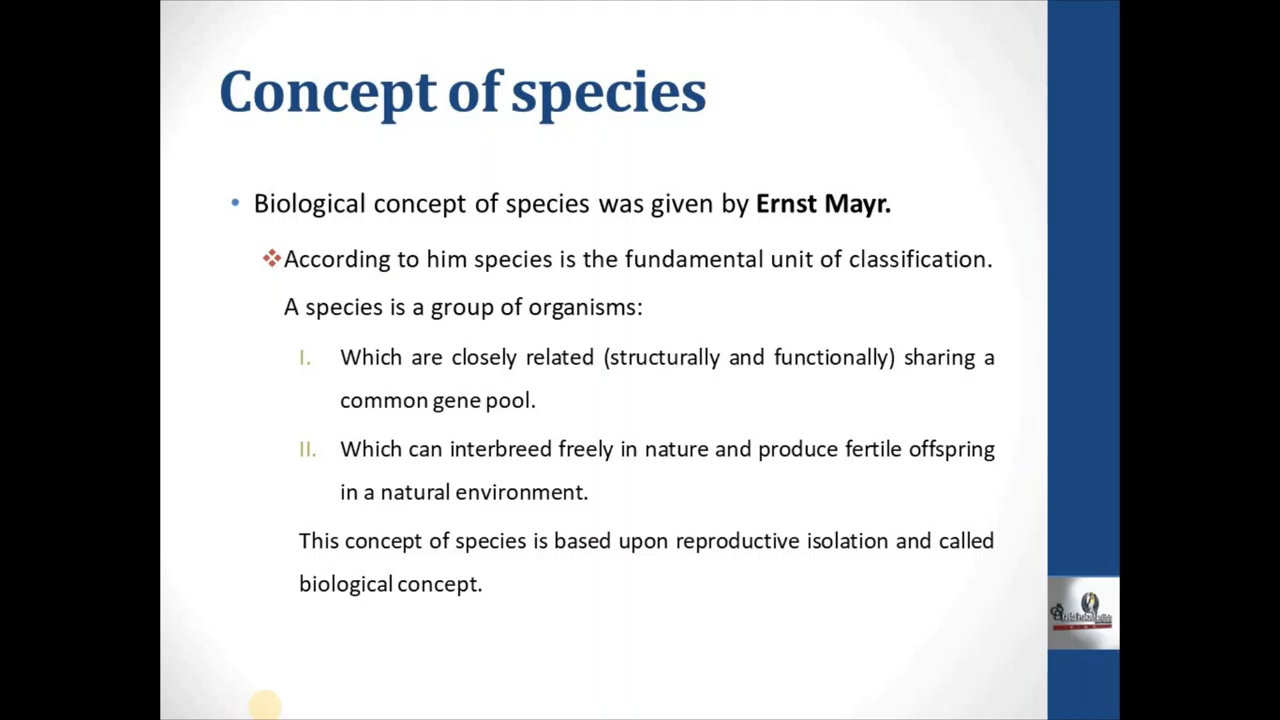 Concept of species
• Biological concept of species was given by Ernst Mayr.
❖According to him species is the fundamental unit of classification.
A species is a group of organisms:
I. Which are closely related (structurally and functionally) sharing a
common gene pool.
II. Which can interbreed freely in nature and produce fertile offspring
in a natural environment.
This concept of species is based upon reproductive isolation and called
biological concept.